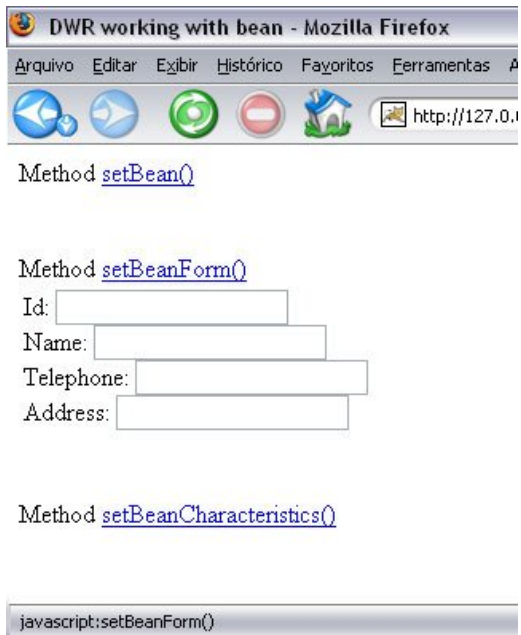 DWR working with bean - Mozilla Firefox
Arquivo Editar Exibir Histórico Favoritos Ferramentas A
http://127.0.
Method setBean()
Method setBeanForm()
Id:
Name:
Telephone:
Address:
Method setBeanCharacteristics()
javascript:setBeanForm()